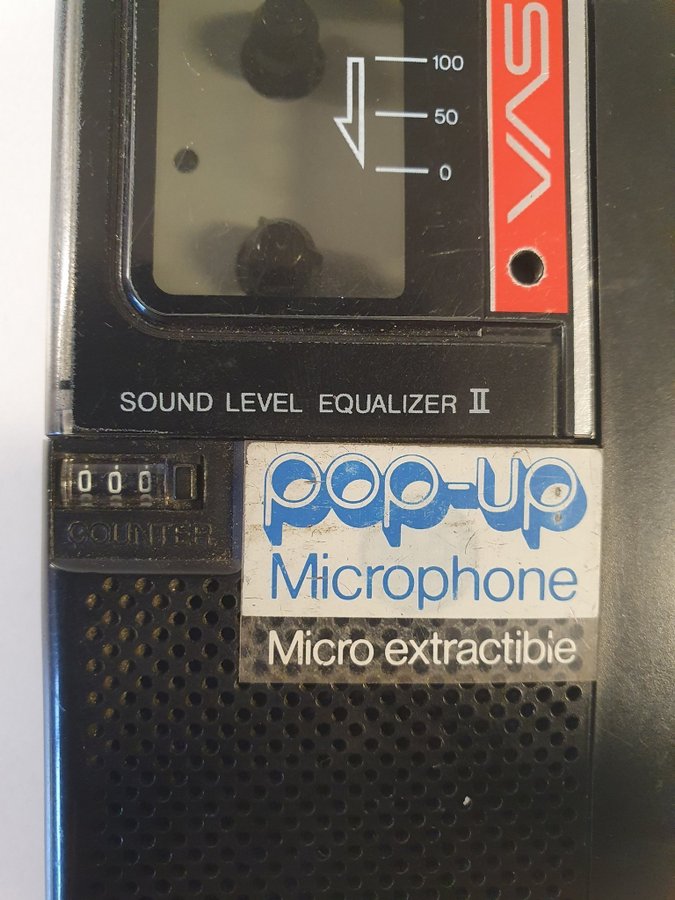 100
50
0
VAS
SOUND LEVEL EQUALIZER II
000
COUNTER
pop-up
Microphone
Micro extractible